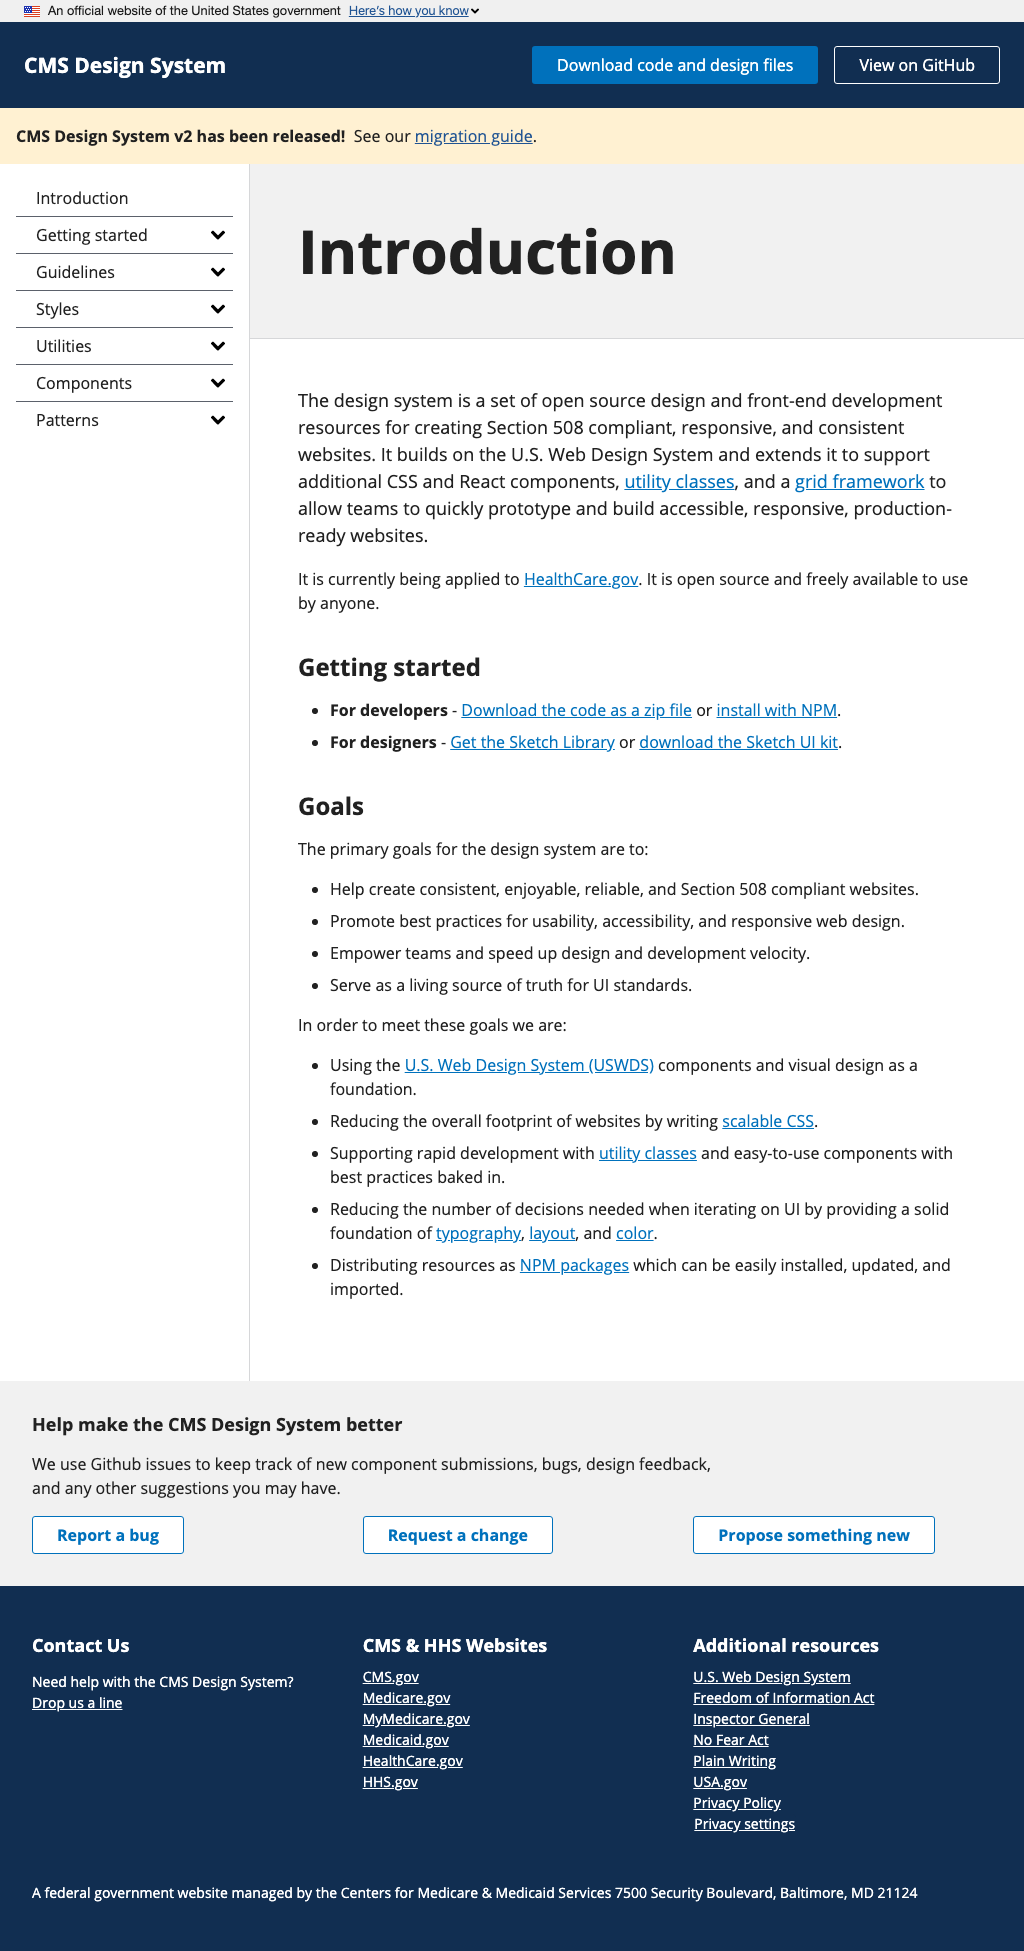 An official website of the United States government Here's how you know
CMS Design System
Download code and design files
View on GitHub
CMS Design System v2 has been released! See our migration guide.
Introduction
Getting started
Guidelines
Styles
Utilities
Components
Patterns
Introduction
The design system is a set of open source design and front-end development
resources for creating Section 508 compliant, responsive, and consistent
websites. It builds on the U.S. Web Design System and extends it to support
additional CSS and React components, utility classes, and a grid framework to
allow teams to quickly prototype and build accessible, responsive, production-
ready websites.
It is currently being applied to HealthCare.gov. It is open source and freely available to use
by anyone.
Getting started
• For developers - Download the code as a zip file or install with NPM.
• For designers - Get the Sketch Library or download the Sketch UI kit.
Goals
The primary goals for the design system are to:
• Help create consistent, enjoyable, reliable, and Section 508 compliant websites.
• Promote best practices for usability, accessibility, and responsive web design.
• Empower teams and speed up design and development velocity.
• Serve as a living source of truth for UI standards.
In order to meet these goals we are:
• Using the U.S. Web Design System (USWDS) components and visual design as a
foundation.
• Reducing the overall footprint of websites by writing scalable CSS.
• Supporting rapid development with utility classes and easy-to-use components with
best practices baked in.
• Reducing the number of decisions needed when iterating on UI by providing a solid
foundation of typography, layout, and color.
• Distributing resources as NPM packages which can be easily installed, updated, and
imported.
Help make the CMS Design System better
We use Github issues to keep track of new component submissions, bugs, design feedback,
and any other suggestions you may have.
Report a bug
Request a change
Propose something new
Contact Us
Need help with the CMS Design System?
Drop us a line
CMS & HHS Websites
CMS.gov
Medicare.gov
MyMedicare.gov
Medicaid.gov
HealthCare.gov
HHS.gov
Additional resources
U.S. Web Design System
Freedom of Information Act
Inspector General
No Fear Act
Plain Writing
USA.gov
Privacy Policy
Privacy settings
A federal government website managed by the Centers for Medicare & Medicaid Services 7500 Security Boulevard, Baltimore, MD 21124